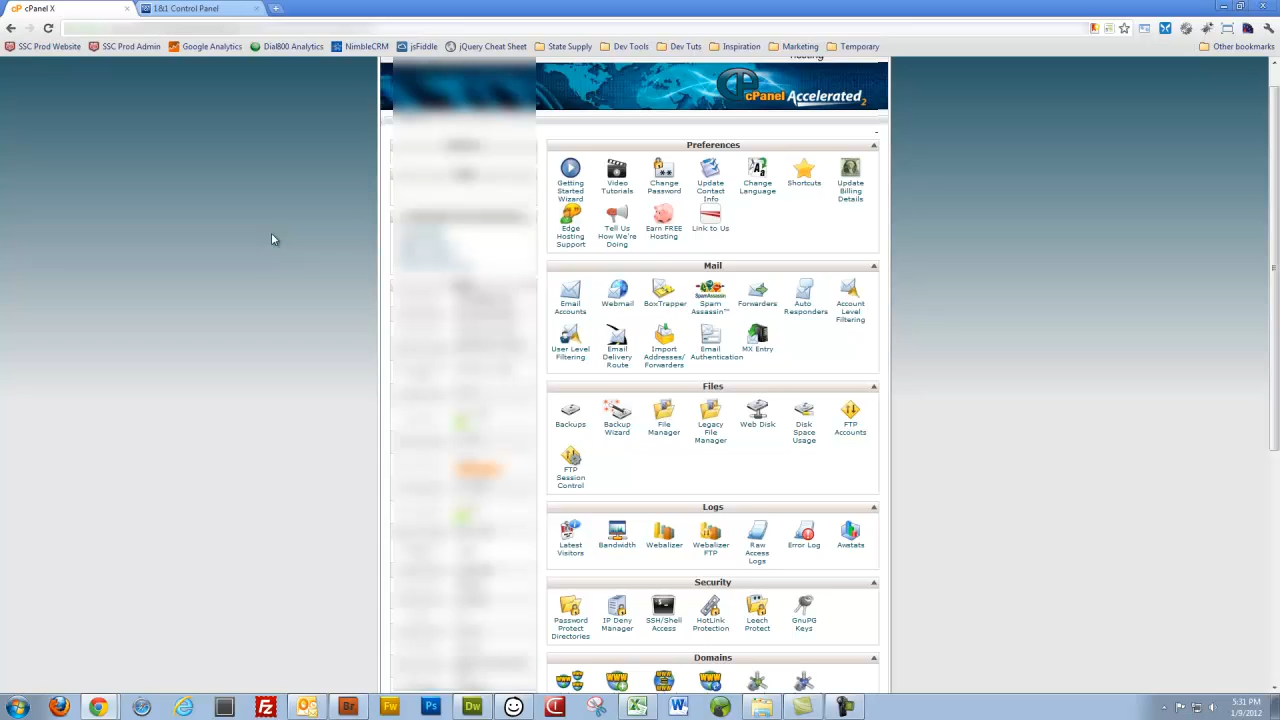 cPanel X
1&1 Control Panel
SSC Prod Website
SSC Prod Admin
Google Analytics
Dial800 Analytics
NimbleCRM
jsFiddle
jQuery Cheat Sheet
State Supply
Dev Tools
Dev Tuts
Inspiration
Marketing
Temporary
Other bookmarks
cPanel Accelerated2
Preferences
Getting
Started
Wizard
Video
Tutorials
Change
Password
Update
Contact
Info
Change
Language
Shortcuts
Update
Billing
Details
Edge
Hosting
Support
Tell Us
How We're
Doing
Earn FREE
Hosting
Link to Us
Mail
Email
Accounts
Webmail
BoxTrapper
Spam
Assassin™
Forwarders
Auto
Responders
Account
Level
Filtering
User Level
Filtering
Email
Delivery
Route
Import
Addresses/
Forwarders
Email
Authentication
MX Entry
Files
Backups
Backup
Wizard
File
Manager
Legacy
File
Manager
Web Disk
Disk
Space
Usage
FTP
Accounts
FTP
Session
Control
Logs
Latest
Visitors
Bandwidth
Webalizer
Webalizer
FTP
Raw
Access
Logs
Error Log
Awstats
Security
Password
Protect
Directories
IP Deny
Manager
SSH/Shell
Access
HotLink
Protection
Leech
Protect
GnuPG
Keys
Domains
5:31 PM
1/9/2012